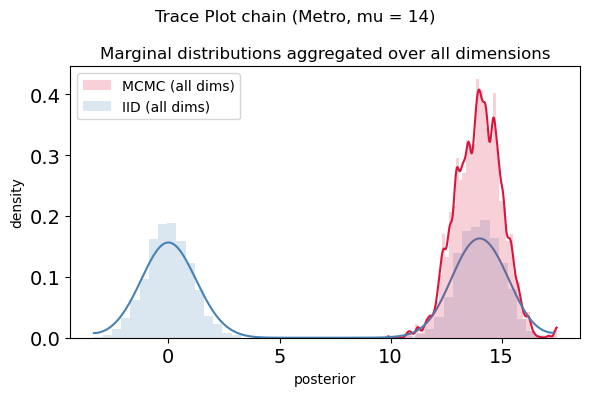 Trace Plot chain (Metro, mu = 14)
Marginal distributions aggregated over all dimensions
MCMC (all dims)
IID (all dims)
density
0.4
0.3
0.2
0.1
0.0
0
5
10
15
posterior